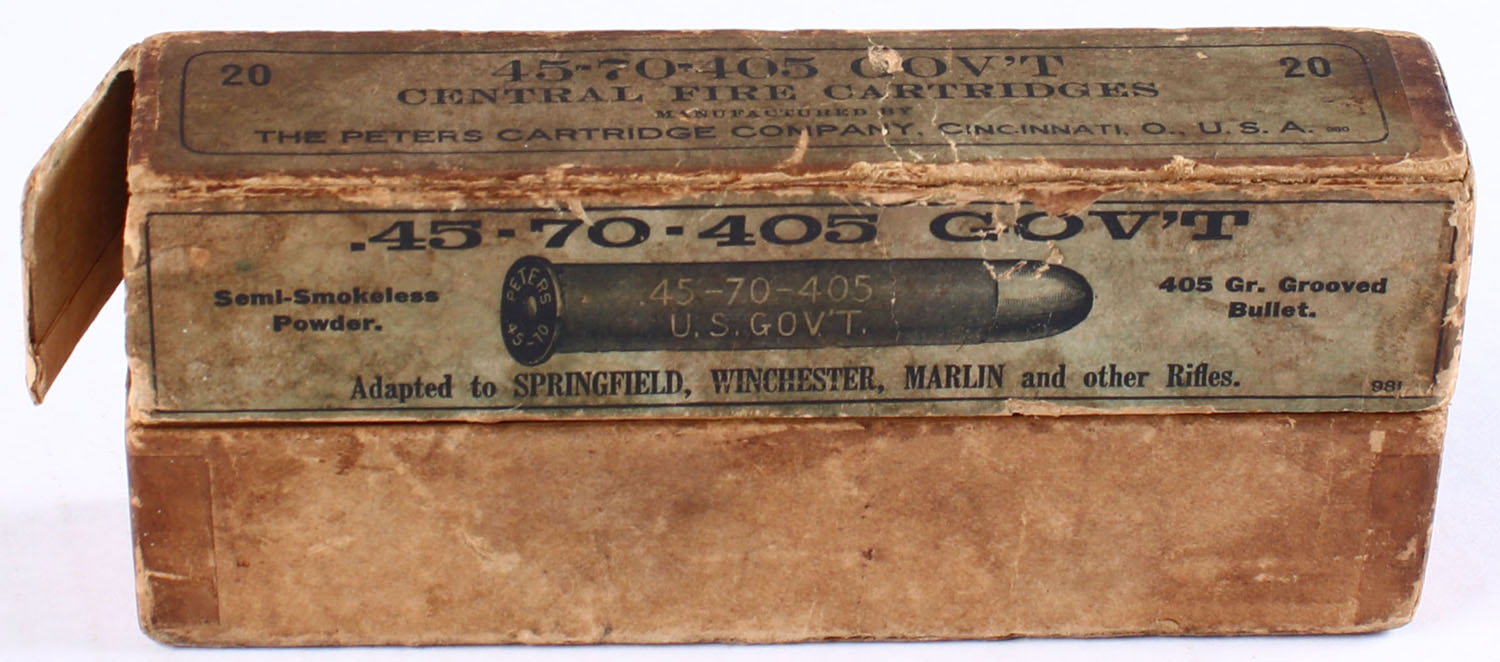 20 45-70-405 GOV'T 20
CENTRAL FIRE CARTRIDGES
MANUFACTURED BY
THE PETERS CARTRIDGE COMPANY, CINCINNATI, O., U. S. A.
.45-70-405 GOV'T
Semi-Smokeless
Powder.
PETERS
45-70
.45-70-405
U.S. GOV'T.
405 Gr. Grooved
Bullet.
Adapted to SPRINGFIELD, WINCHESTER, MARLIN and other Rifles.
981